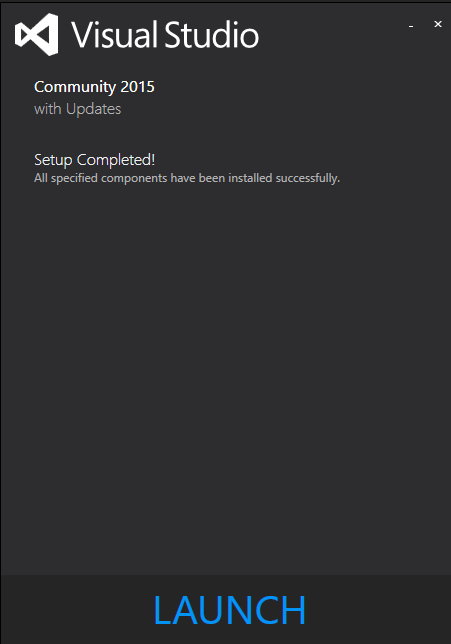 Visual Studio
Community 2015
with Updates
Setup Completed!
All specified components have been installed successfully.
LAUNCH